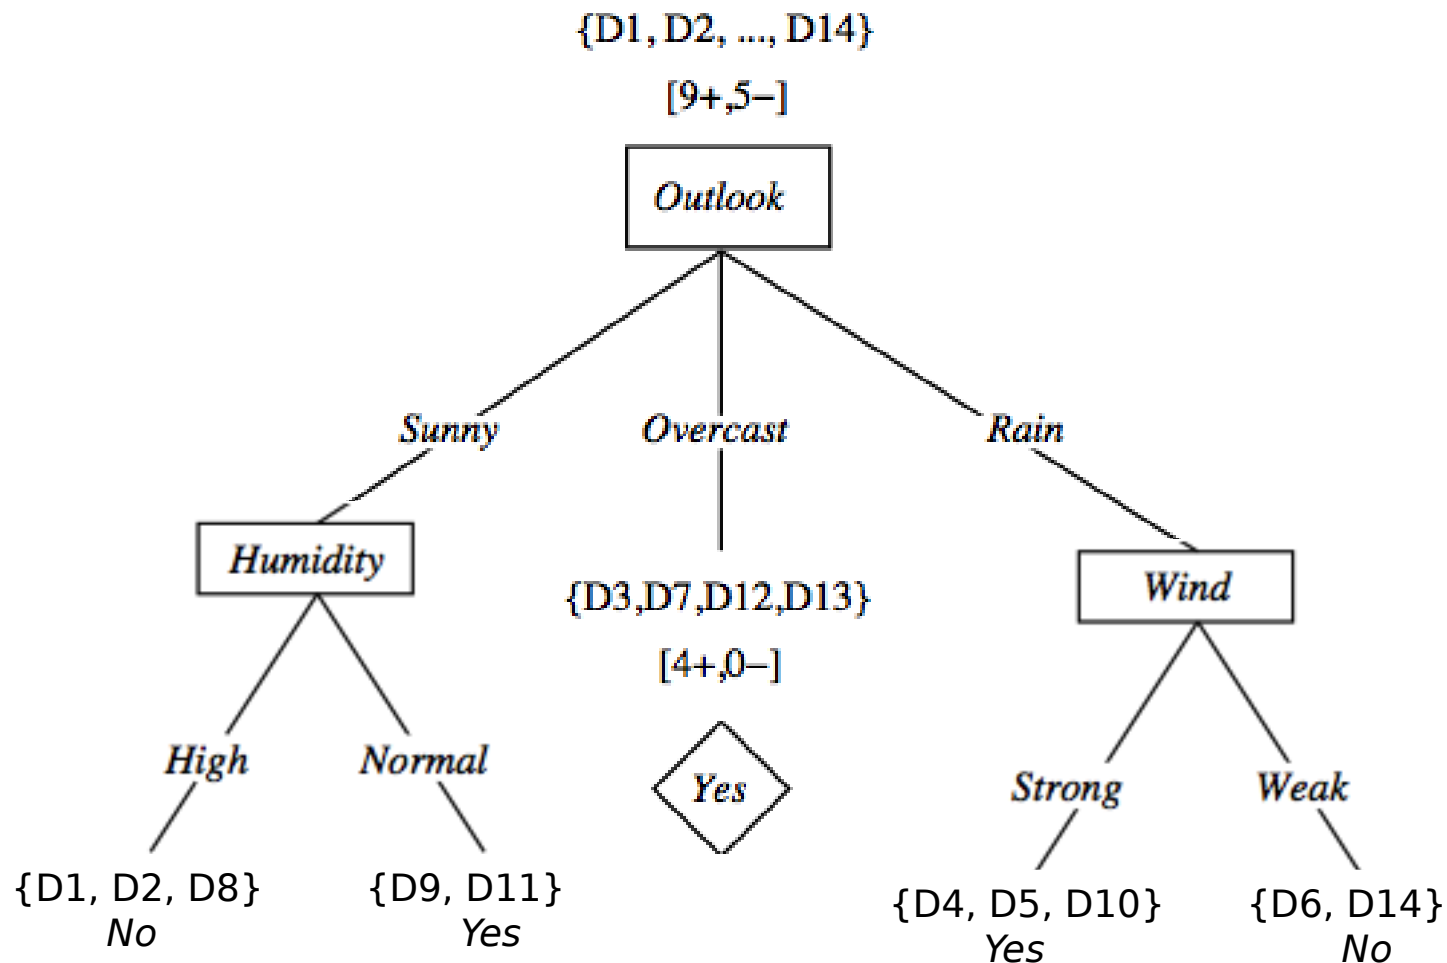 {D1, D2, ..., D14}
[9+,5−]
Outlook
Sunny
Overcast
Rain
Humidity
Wind
{D3,D7,D12,D13}
[4+,0−]
Yes
High
Normal
Strong
Weak
{D1, D2, D8}
No
{D9, D11}
Yes
{D4, D5, D10}
Yes
{D6, D14}
No